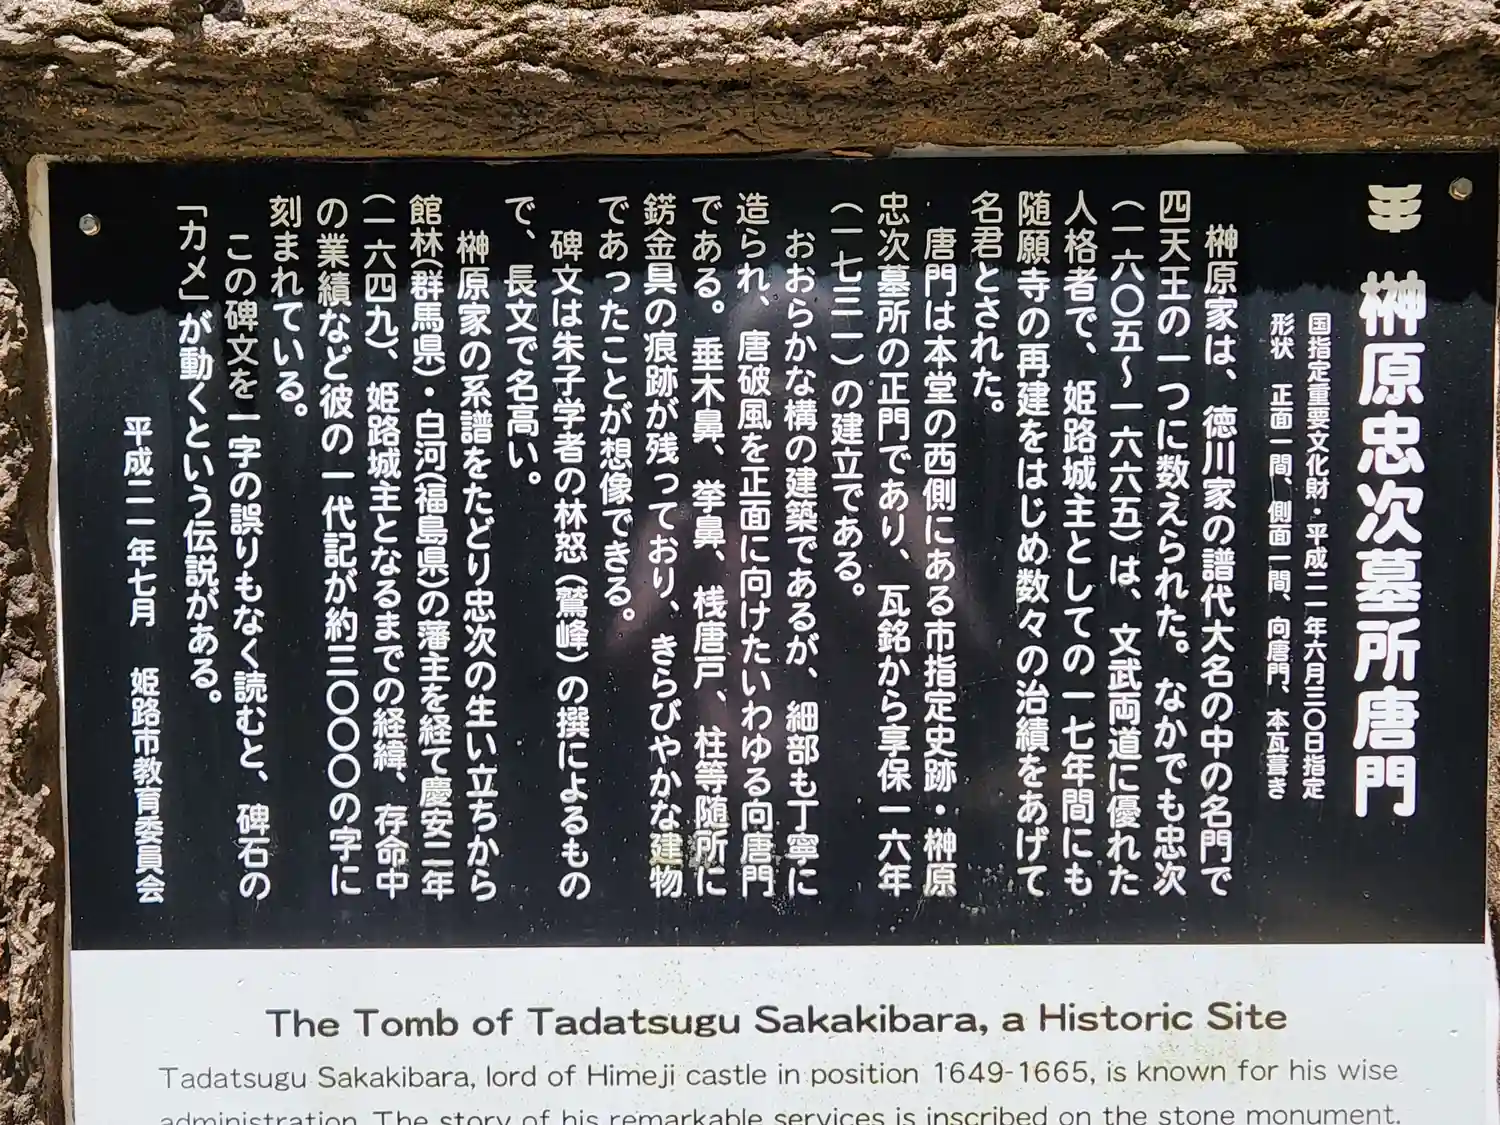 榊原忠次墓所唐門
国指定重要文化財・平成二一年六月三〇日指定
形状　正面一間、側面一間、向唐門、本瓦葺き
榊原家は、徳川家の譜代大名の中の名門で
四天王の一つに数えられた。なかでも忠次
（一六〇五～一六六五）は、文武両道に優れた
人格者で、姫路城主としての一七年間にも
随願寺の再建をはじめ数々の治績をあげて
名君とされた。
唐門は本堂の西側にある市指定史跡・榊原
忠次墓所の正門であり、瓦銘から享保一六年
（一七三一）の建立である。
おおらかな構の建築であるが、細部も丁寧に
造られ、唐破風を正面に向けたいわゆる向唐門
である。垂木鼻、挙鼻、桟唐戸、柱等随所に
錺金具の痕跡が残っており、きらびやかな建物
であったことが想像できる。
碑文は朱子学者の林恕（鵞峰）の撰によるもの
で、長文で名高い。
榊原家の系譜をたどり忠次の生い立ちから
館林（群馬県）・白河（福島県）の藩主を経て慶安二年
（一六四九）、姫路城主となるまでの経緯、存命中
の業績など彼の一代記が約三〇〇〇の字に
刻まれている。
この碑文を一字の誤りもなく読むと、碑石の
「カメ」が動くという伝説がある。
平成二一年七月　姫路市教育委員会
The Tomb of Tadatsugu Sakakibara, a Historic Site
Tadatsugu Sakakibara, lord of Himeji castle in position 1649-1665, is known for his wise
administration. The story of his remarkable services is inscribed on the stone monument.